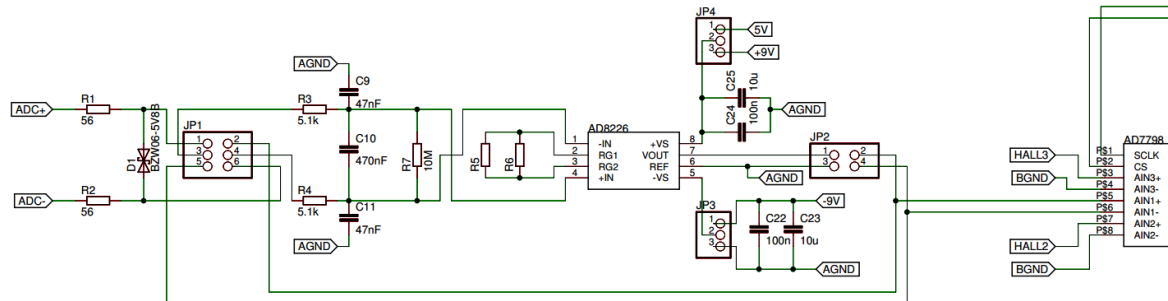 JP4
1
2
3
5V
+9V
AGND
C9
47nF
C25
10u
C24
100n
AGND
ADC+
R1
56
D1
BZW06-5V8B
JP1
1 2
3 4
5 6
R3
5.1k
C10
470nF
R7
10M
R5
R6
AD8226
1 -IN +VS 8
2 RG1 VOUT 7
3 RG2 REF 6
4 +IN -VS 5
JP2
1 2
3 4
AGND
ADC-
R2
56
R4
5.1k
C11
47nF
AGND
JP3
1
2
3
-9V
C22
100n
C23
10u
AGND
AD7798
P$1 SCLK
P$2 CS
HALL3
P$3 AIN3+
BGND
P$4 AIN3-
P$5 AIN1+
P$6 AIN1-
HALL2
P$7 AIN2+
BGND
P$8 AIN2-